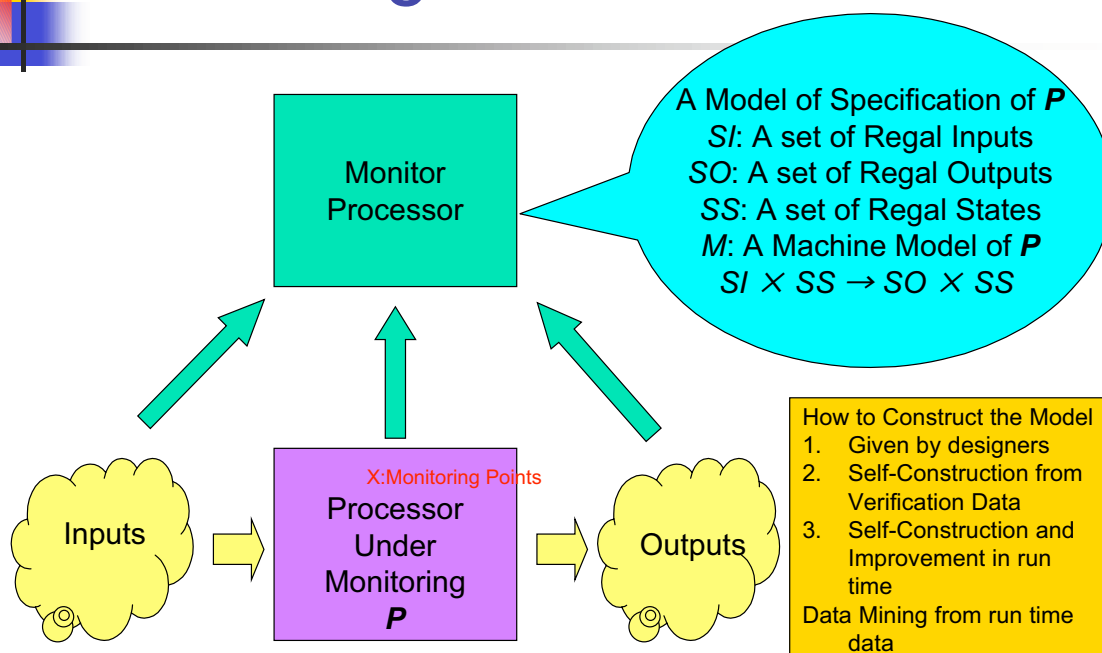 Monitor
Processor
A Model of Specification of P
SI: A set of Regal Inputs
SO: A set of Regal Outputs
SS: A set of Regal States
M: A Machine Model of P
SI × SS → SO × SS
Inputs
X:Monitoring Points
Processor
Under
Monitoring
P
Outputs
How to Construct the Model
1. Given by designers
2. Self-Construction from
Verification Data
3. Self-Construction and
Improvement in run
time
Data Mining from run time
data